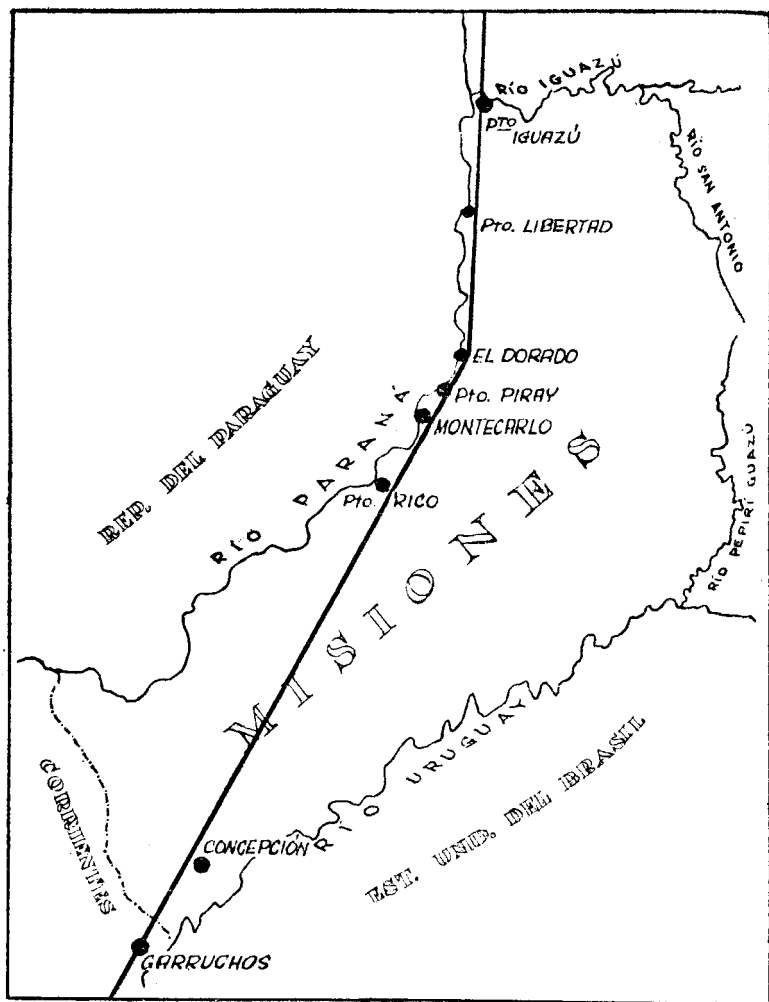 RÍO IGUAZÚ
Pto IGUAZÚ
RÍO SAN ANTONIO
Pto. LIBERTAD
EL DORADO
Pto. PIRAY
MONTECARLO
Pto. RICO
REP. DEL PARAGUAY
RÍO PARANÁ
MISIONES
RÍO PEPIRÍ GUAZÚ
RÍO URUGUAY
EST. UNID. DEL BRASIL
CORRIENTES
CONCEPCIÓN
GARRUCHOS